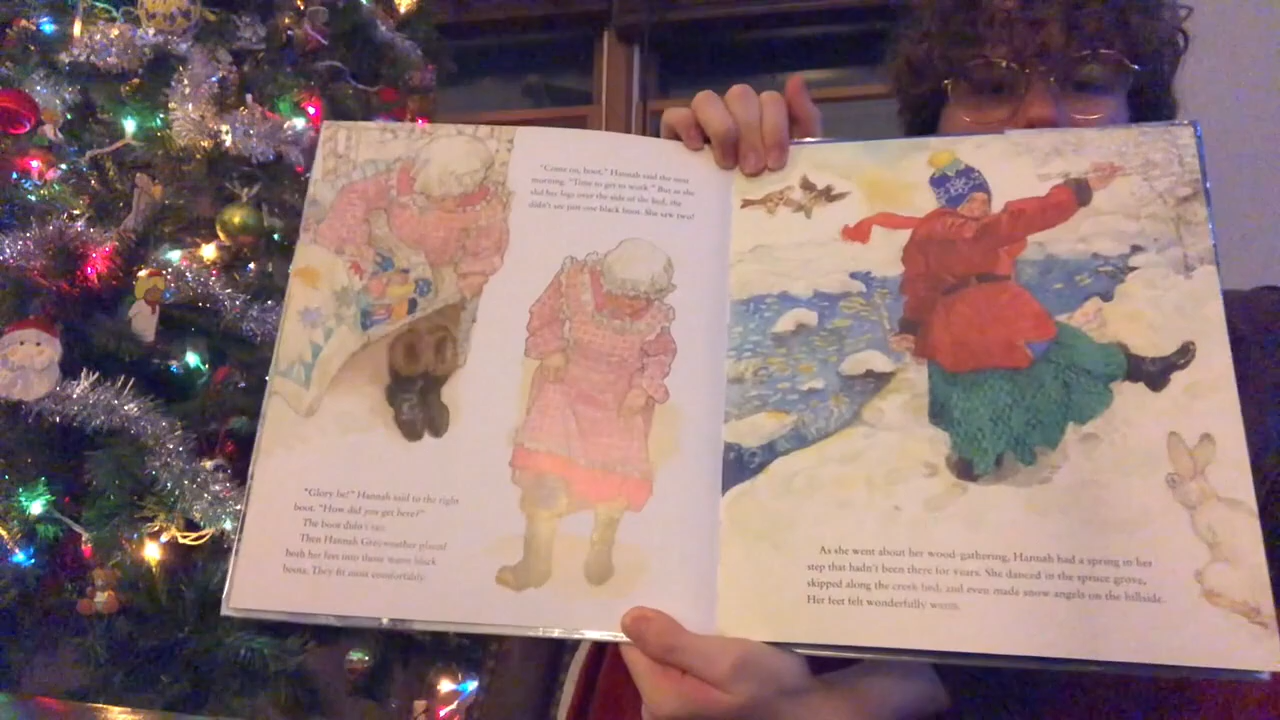 "Come on, boot," Hannah said the next
morning. "Time to get to work." But as she
slid her legs over the side of the bed, she
didn't see just one black boot. She saw two!
"Glory be!" Hannah said to the right
boot. "How did you get here?"
The boot didn't say.
Then Hannah Grayweather placed
both her feet into those warm black
boots. They fit most comfortably.
As she went about her wood-gathering, Hannah had a spring in her
step that hadn't been there for years. She danced in the spruce grove,
skipped along the creek bed, and even made snow angels on the hillside.
Her feet felt wonderfully warm.